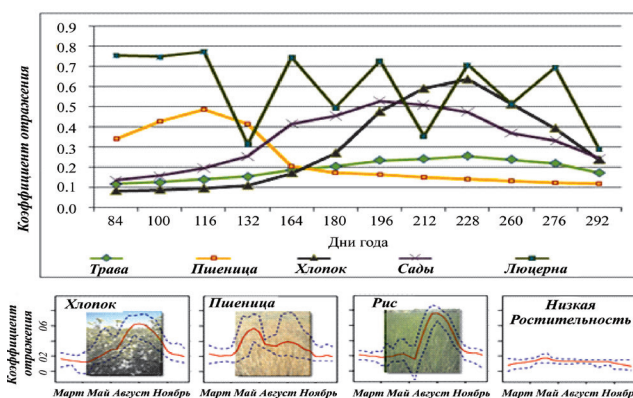 Коэффициент отражения
0.9
0.8
0.7
0.6
0.5
0.4
0.3
0.2
0.1
0.0
84 100 116 132 164 180 196 212 228 260 276 292
Дни года
Трава Пшеница Хлопок Сады Люцерна
Коэффициент
отражения
06
02
0
Хлопок
Пшеница
Рис
Низкая
Ростительность
Март Май Август Ноябрь
Март Май Август Ноябрь
Март Май Август Ноябрь
Март Май Август Ноябрь